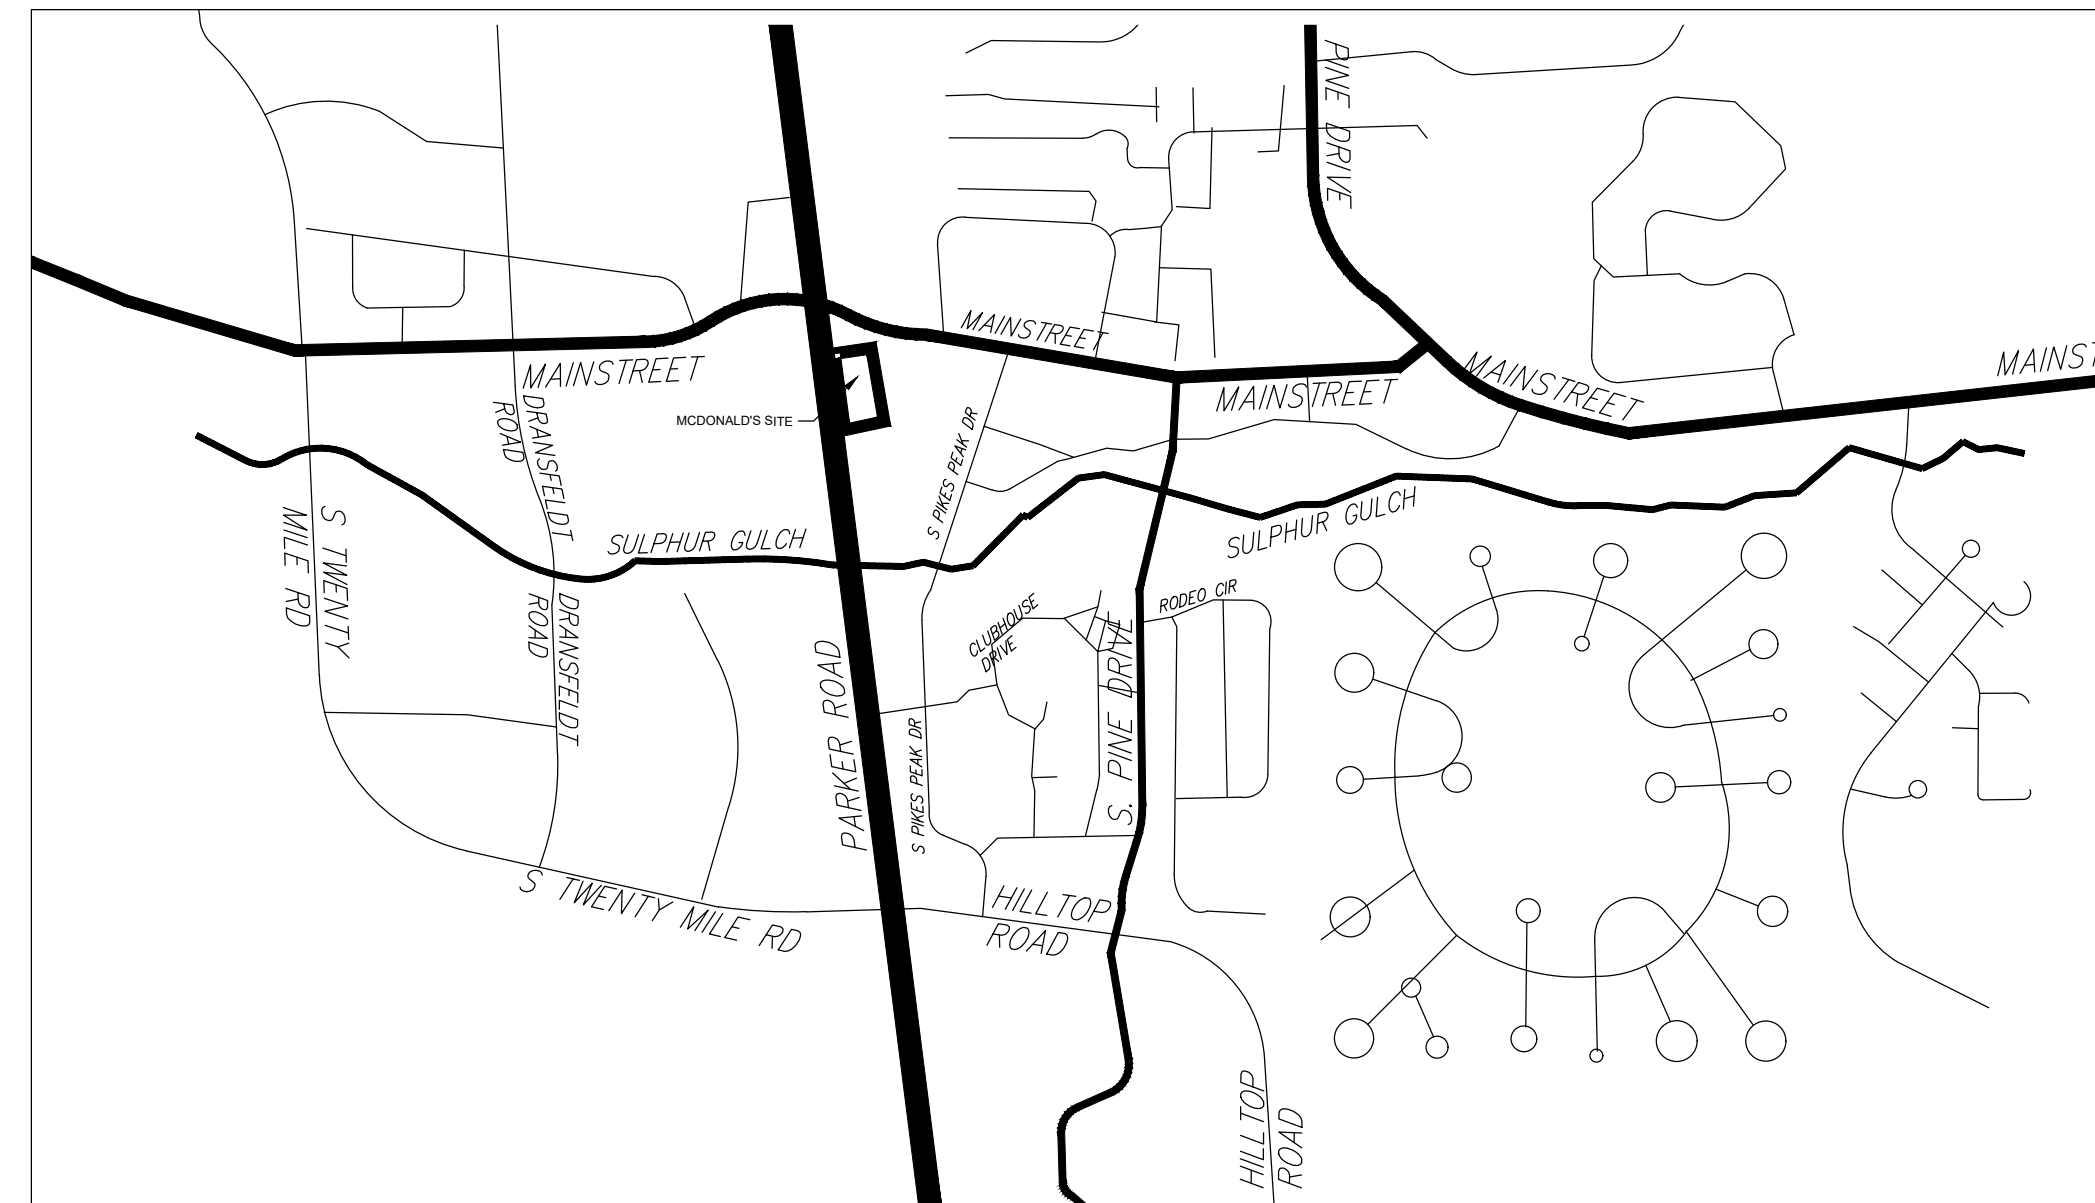 PINE DRIVE
MAINSTREET
MAINST
MAINSTREET
MAINSTREET
MAINSTREET
DRANSFELDT
ROAD
MCDONALD'S SITE
S PIKES PEAK DR
S TWENTY
MILE RD
SULPHUR GULCH
SULPHUR GULCH
DRANSFELDT
ROAD
CLUBHOUSE
DRIVE
RODEO CIR
PARKER ROAD
S PIKES PEAK DR
S. PINE DRIVE
S TWENTY MILE RD
HILLTOP
ROAD
HILLTOP
ROAD